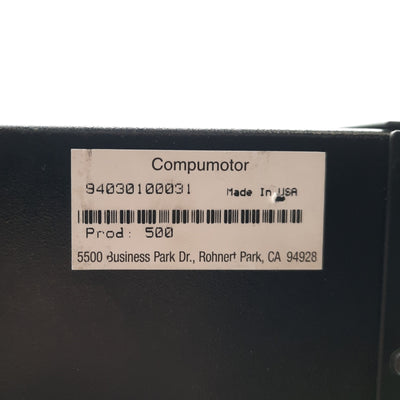 Compumotor
94030100031 Made In USA
Prod: 500
5500 Business Park Dr., Rohnert Park, CA 94928